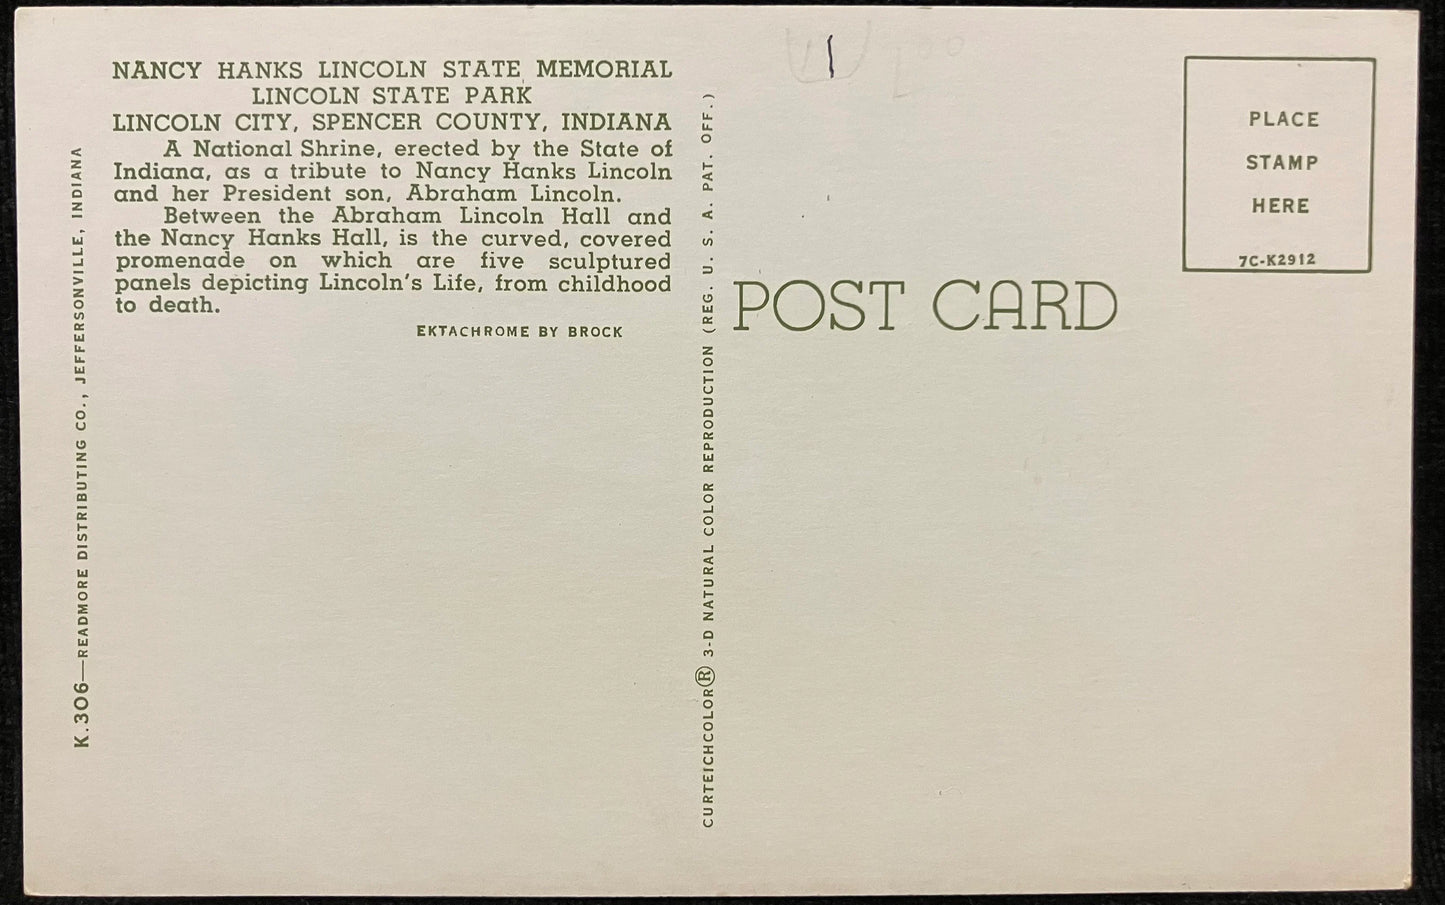 NANCY HANKS LINCOLN STATE MEMORIAL
LINCOLN STATE PARK
LINCOLN CITY, SPENCER COUNTY, INDIANA
A National Shrine, erected by the State of
Indiana, as a tribute to Nancy Hanks Lincoln
and her President son, Abraham Lincoln.
Between the Abraham Lincoln Hall and
the Nancy Hanks Hall, is the curved, covered
promenade on which are five sculptured
panels depicting Lincoln's Life, from childhood
to death.
EKTACHROME BY BROCK
K.306—READMORE DISTRIBUTING CO., JEFFERSONVILLE, INDIANA
CURTEICHCOLOR® 3-D NATURAL COLOR REPRODUCTION (REG. U. S. A. PAT. OFF.)
POST CARD
PLACE
STAMP
HERE
7C-K2912